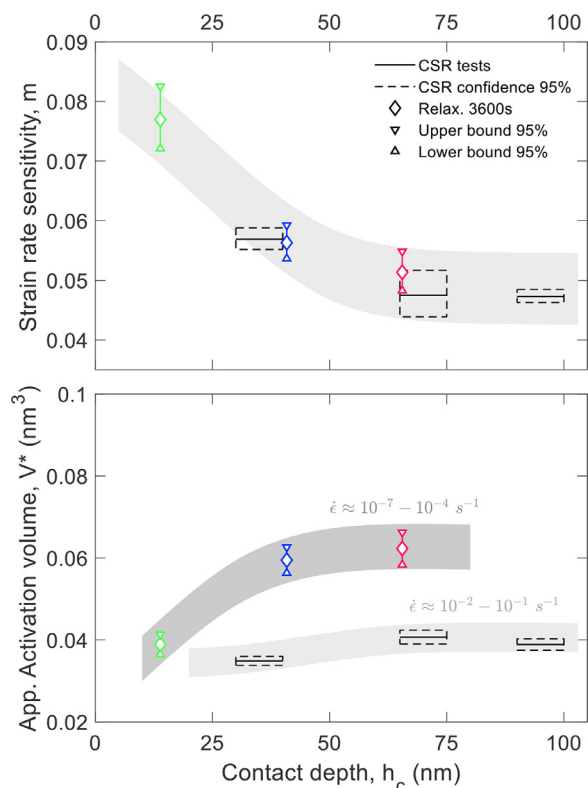 0 25 50 75 100
0.09
0.08
0.07
0.06
0.05
0.04
Strain rate sensitivity, m
CSR tests
CSR confidence 95%
Relax. 3600s
Upper bound 95%
Lower bound 95%
0.1
0.08
0.06
0.04
0.02
App. Activation volume, V* (nm³)
ε̇ ≈ 10⁻⁷ − 10⁻⁴ s⁻¹
ε̇ ≈ 10⁻² − 10⁻¹ s⁻¹
0 25 50 75 100
Contact depth, h_c (nm)